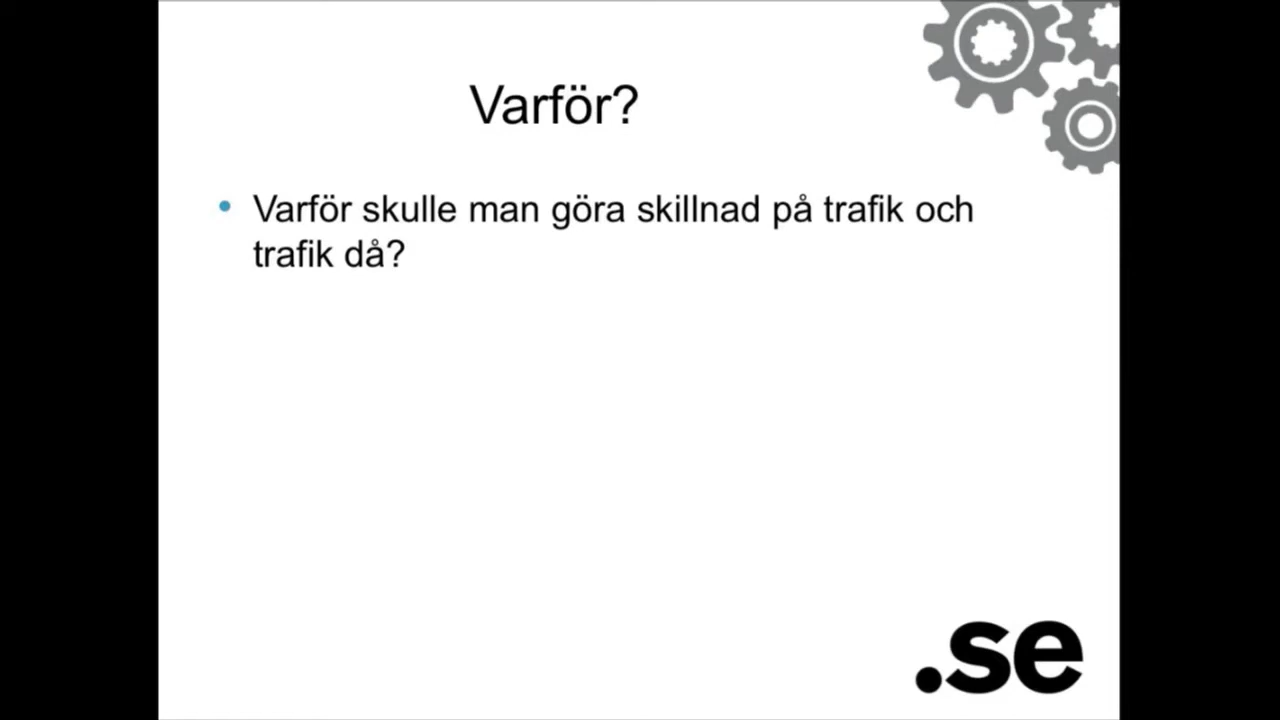 Varför?
• Varför skulle man göra skillnad på trafik och
trafik då?
.se